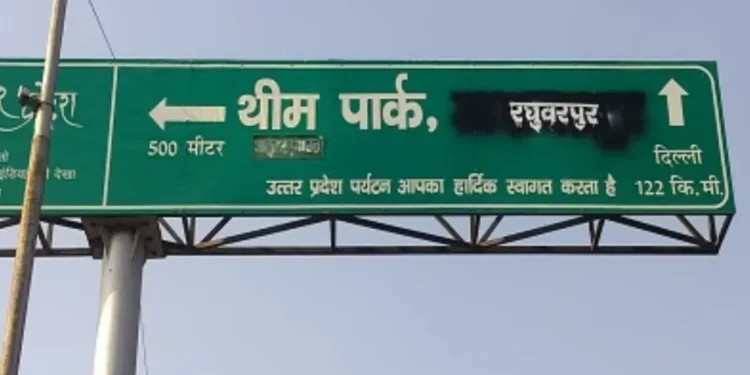 थीम पार्क, रघुवरपुर
500 मीटर
दिल्ली
122 कि.मी.
उत्तर प्रदेश पर्यटन आपका हार्दिक स्वागत करता है
देखा